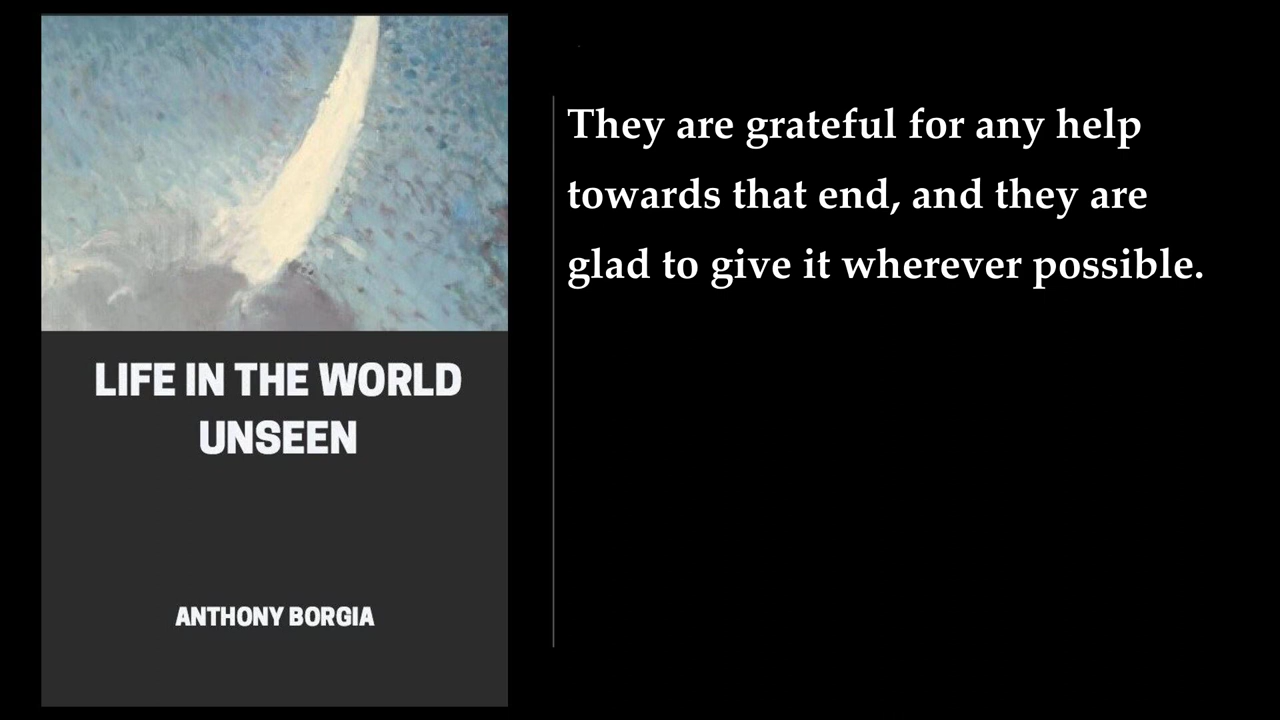 LIFE IN THE WORLD
UNSEEN
ANTHONY BORGIA
They are grateful for any help
towards that end, and they are
glad to give it wherever possible.